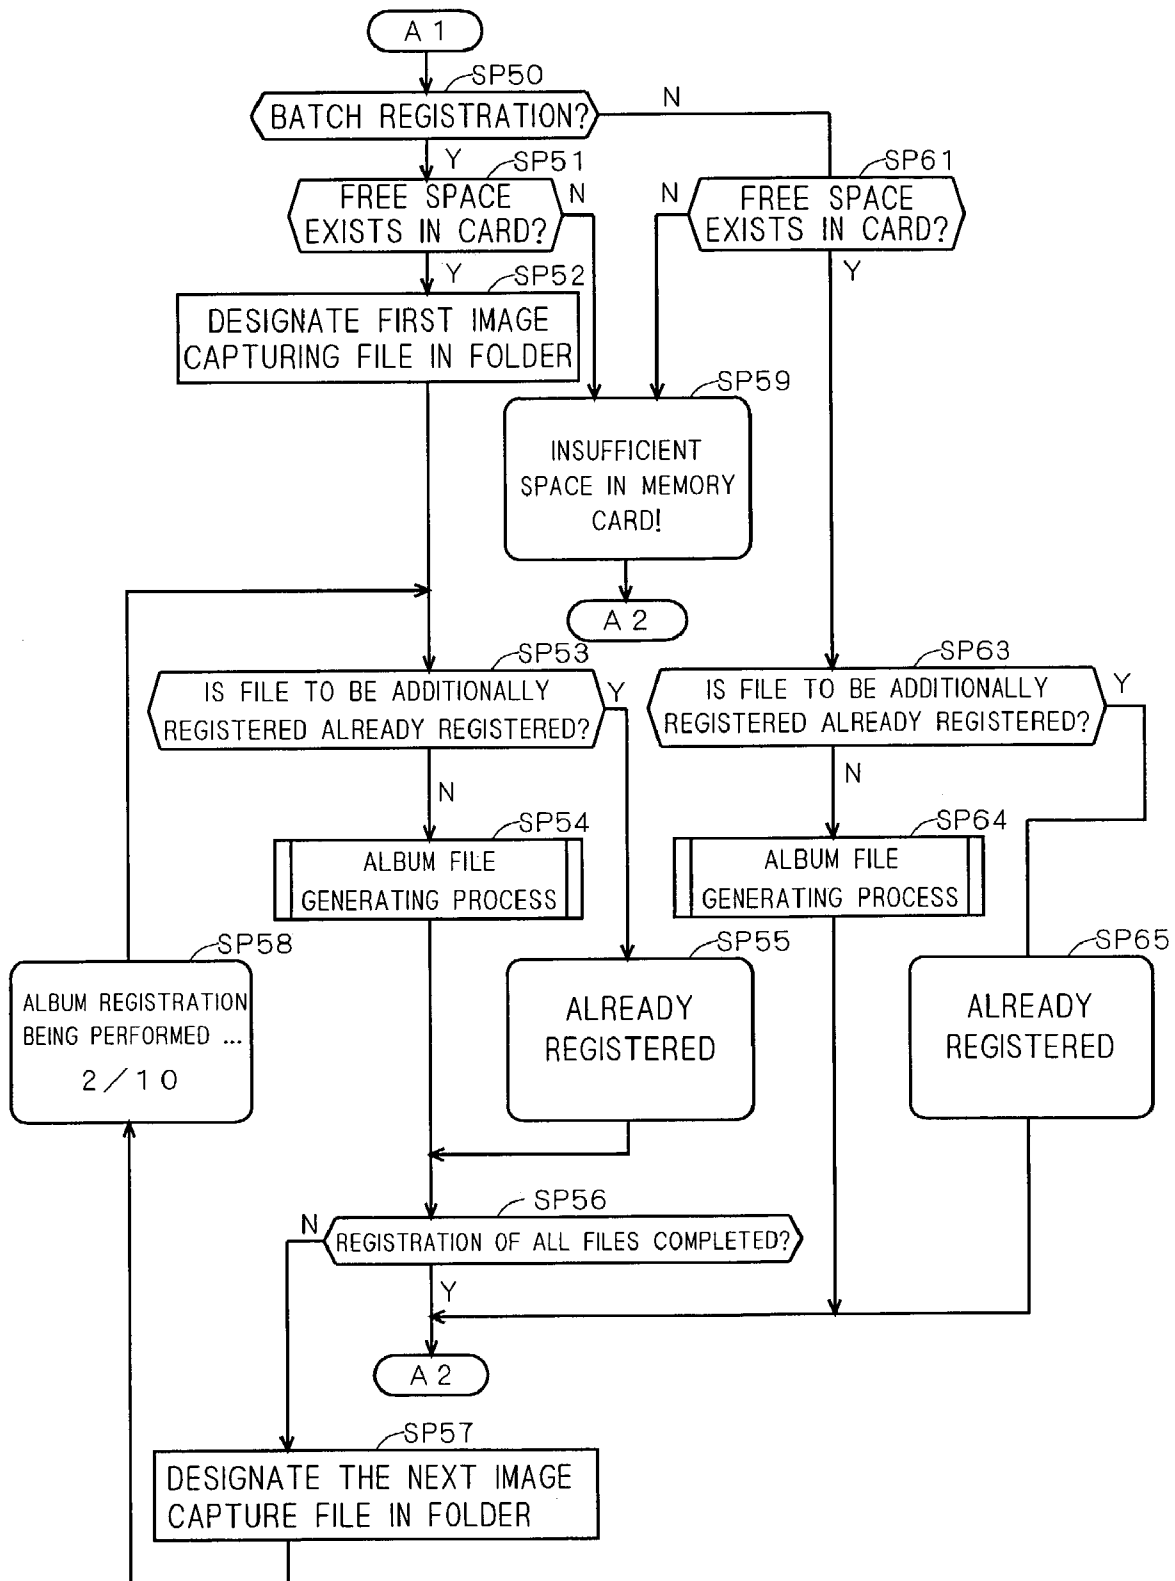 A1
SP50
BATCH REGISTRATION?
N
Y
SP51
FREE SPACE
EXISTS IN CARD?
N
Y
SP61
FREE SPACE
EXISTS IN CARD?
N
Y
SP52
DESIGNATE FIRST IMAGE
CAPTURING FILE IN FOLDER
SP59
INSUFFICIENT
SPACE IN MEMORY
CARD!
A2
SP53
IS FILE TO BE ADDITIONALLY
REGISTERED ALREADY REGISTERED?
Y
N
SP63
IS FILE TO BE ADDITIONALLY
REGISTERED ALREADY REGISTERED?
Y
N
SP54
ALBUM FILE
GENERATING PROCESS
SP64
ALBUM FILE
GENERATING PROCESS
SP58
ALBUM REGISTRATION
BEING PERFORMED ...
2/10
SP55
ALREADY
REGISTERED
SP65
ALREADY
REGISTERED
SP56
REGISTRATION OF ALL FILES COMPLETED?
N
Y
A2
SP57
DESIGNATE THE NEXT IMAGE
CAPTURE FILE IN FOLDER